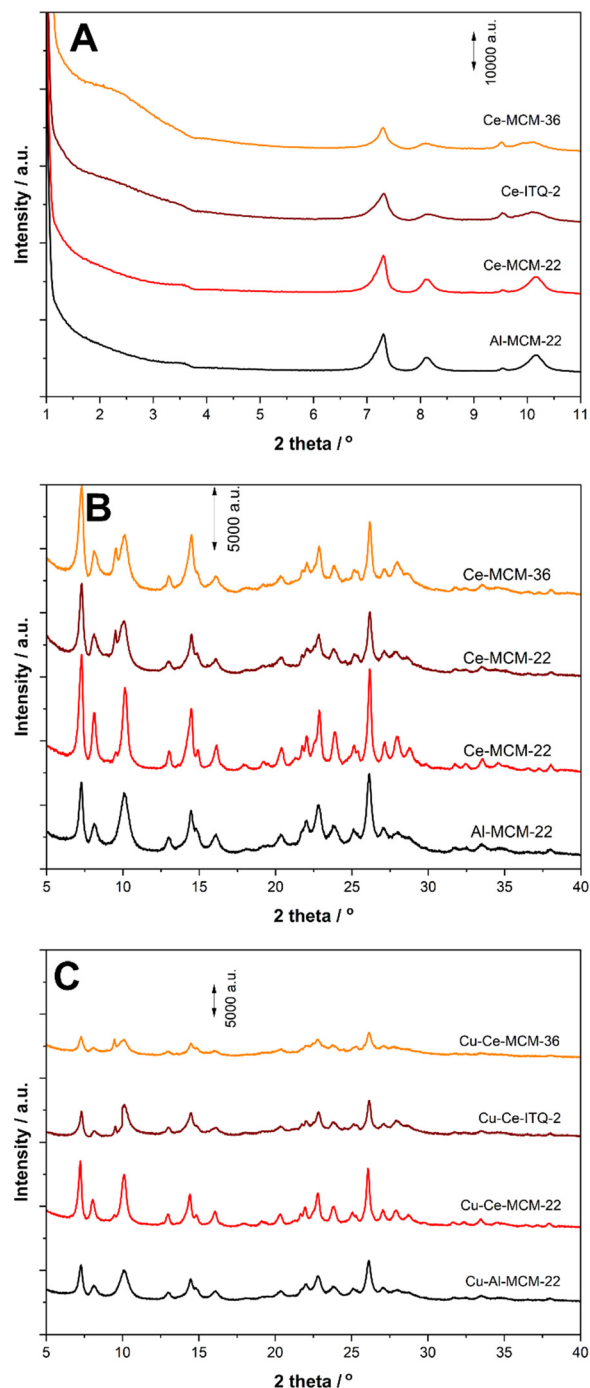 A
10000 a.u.
Ce-MCM-36
Ce-ITQ-2
Ce-MCM-22
Al-MCM-22
Intensity / a.u.
1 2 3 4 5 6 7 8 9 10 11
2 theta / °
B
5000 a.u.
Ce-MCM-36
Ce-MCM-22
Ce-MCM-22
Al-MCM-22
Intensity / a.u.
5 10 15 20 25 30 35 40
2 theta / °
C
5000 a.u.
Cu-Ce-MCM-36
Cu-Ce-ITQ-2
Cu-Ce-MCM-22
Cu-Al-MCM-22
Intensity / a.u.
5 10 15 20 25 30 35 40
2 theta / °